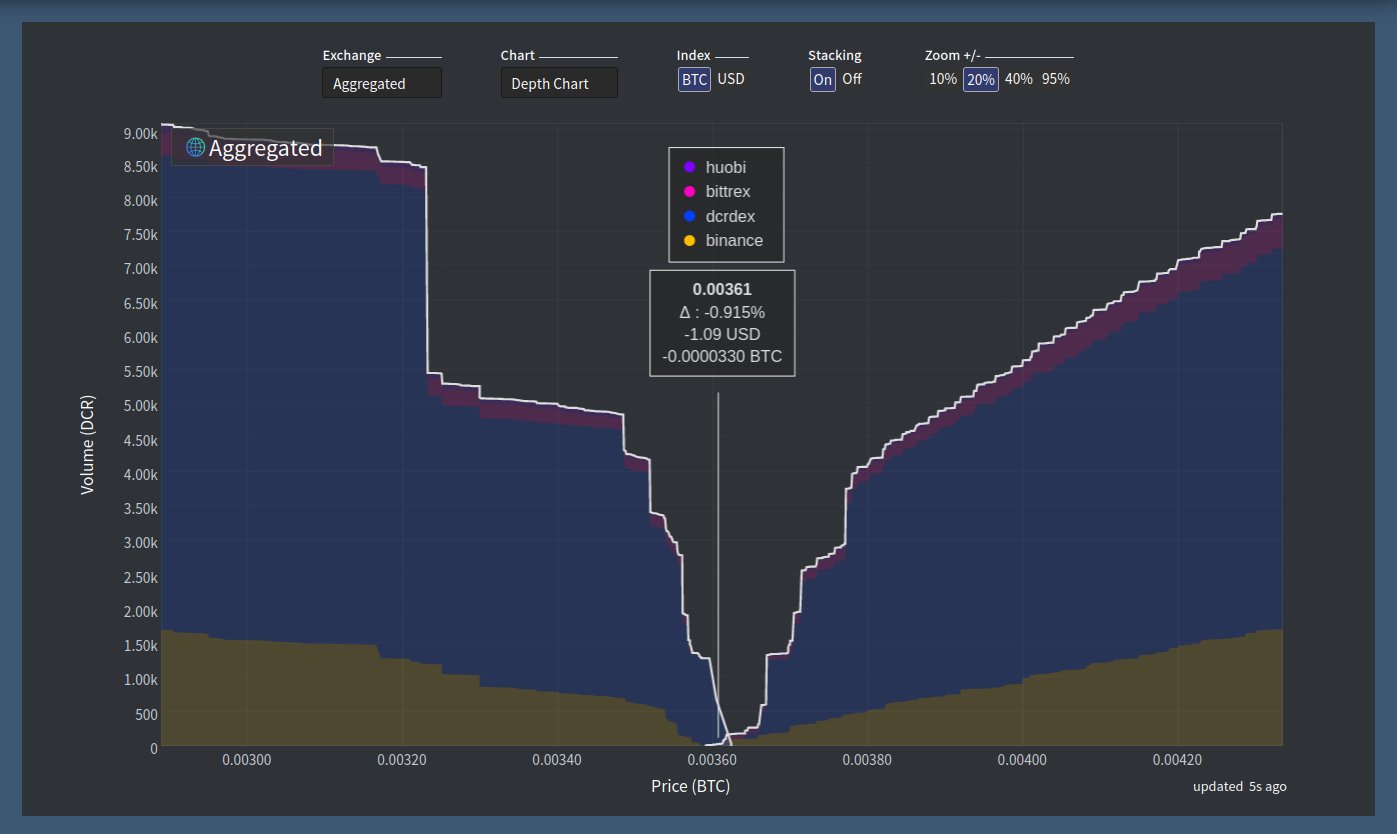 Exchange
Aggregated
Chart
Depth Chart
Index
BTC USD
Stacking
On Off
Zoom +/-
10% 20% 40% 95%
Aggregated
huobi
bittrex
dcrdex
binance
0.00361
Δ : -0.915%
-1.09 USD
-0.0000330 BTC
Volume (DCR)
9.00k
8.50k
8.00k
7.50k
7.00k
6.50k
6.00k
5.50k
5.00k
4.50k
4.00k
3.50k
3.00k
2.50k
2.00k
1.50k
1.00k
500
0
0.00300 0.00320 0.00340 0.00360 0.00380 0.00400 0.00420
Price (BTC)
updated 5s ago